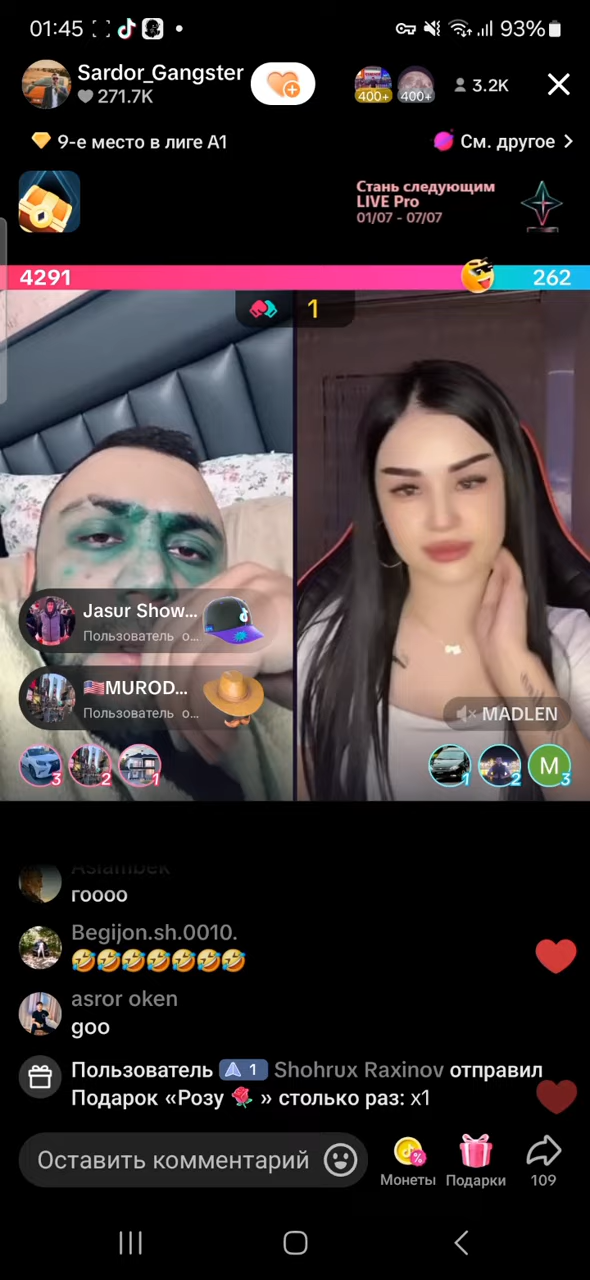 01:45
93%
Sardor_Gangster
271.7K
400+
400+
3.2K
9-е место в лиге A1
См. другое
Стань следующим
LIVE Pro
01/07 - 07/07
4291
262
1
Jasur Show...
Пользователь о...
MUROD...
Пользователь о...
MADLEN
3
2
1
1
2
M
3
Aslambek
гоооо
Begijon.sh.0010.
asror oken
goo
Пользователь 1 Shohrux Raxinov отправил
Подарок «Розу » столько раз: x1
Оставить комментарий
%
Монеты
Подарки
109